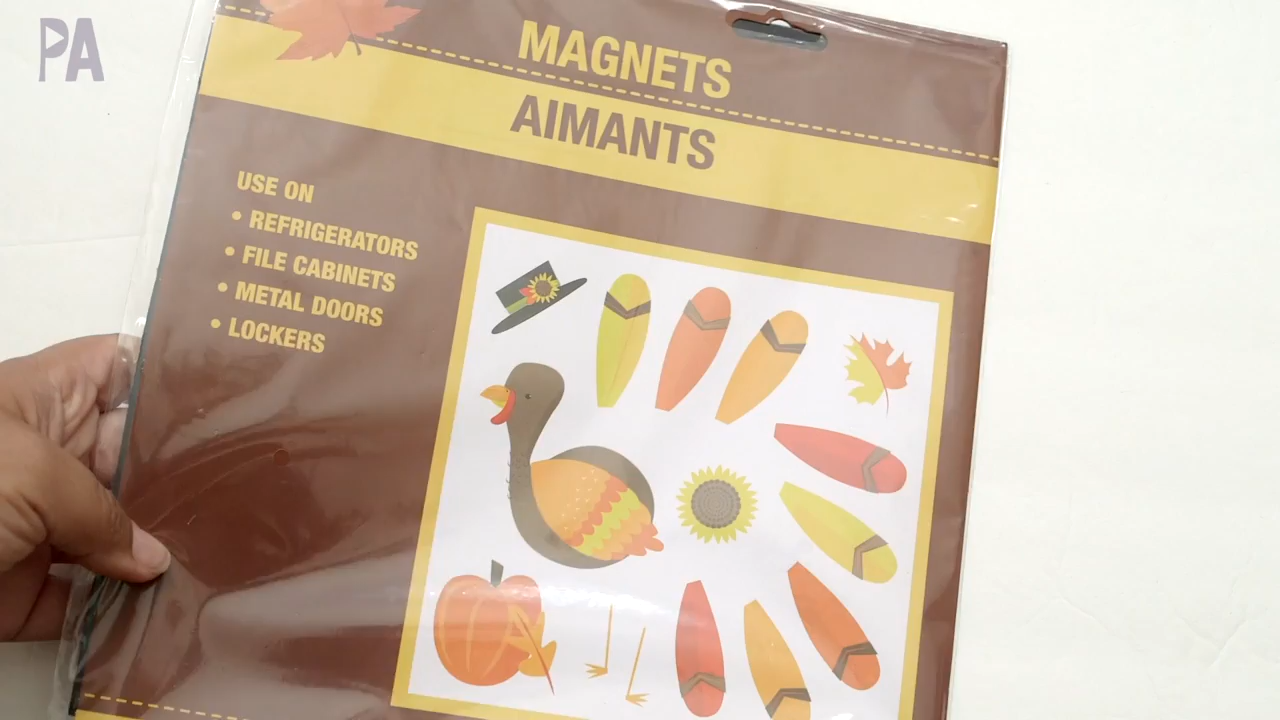 PA
MAGNETS
AIMANTS
USE ON
• REFRIGERATORS
• FILE CABINETS
• METAL DOORS
• LOCKERS